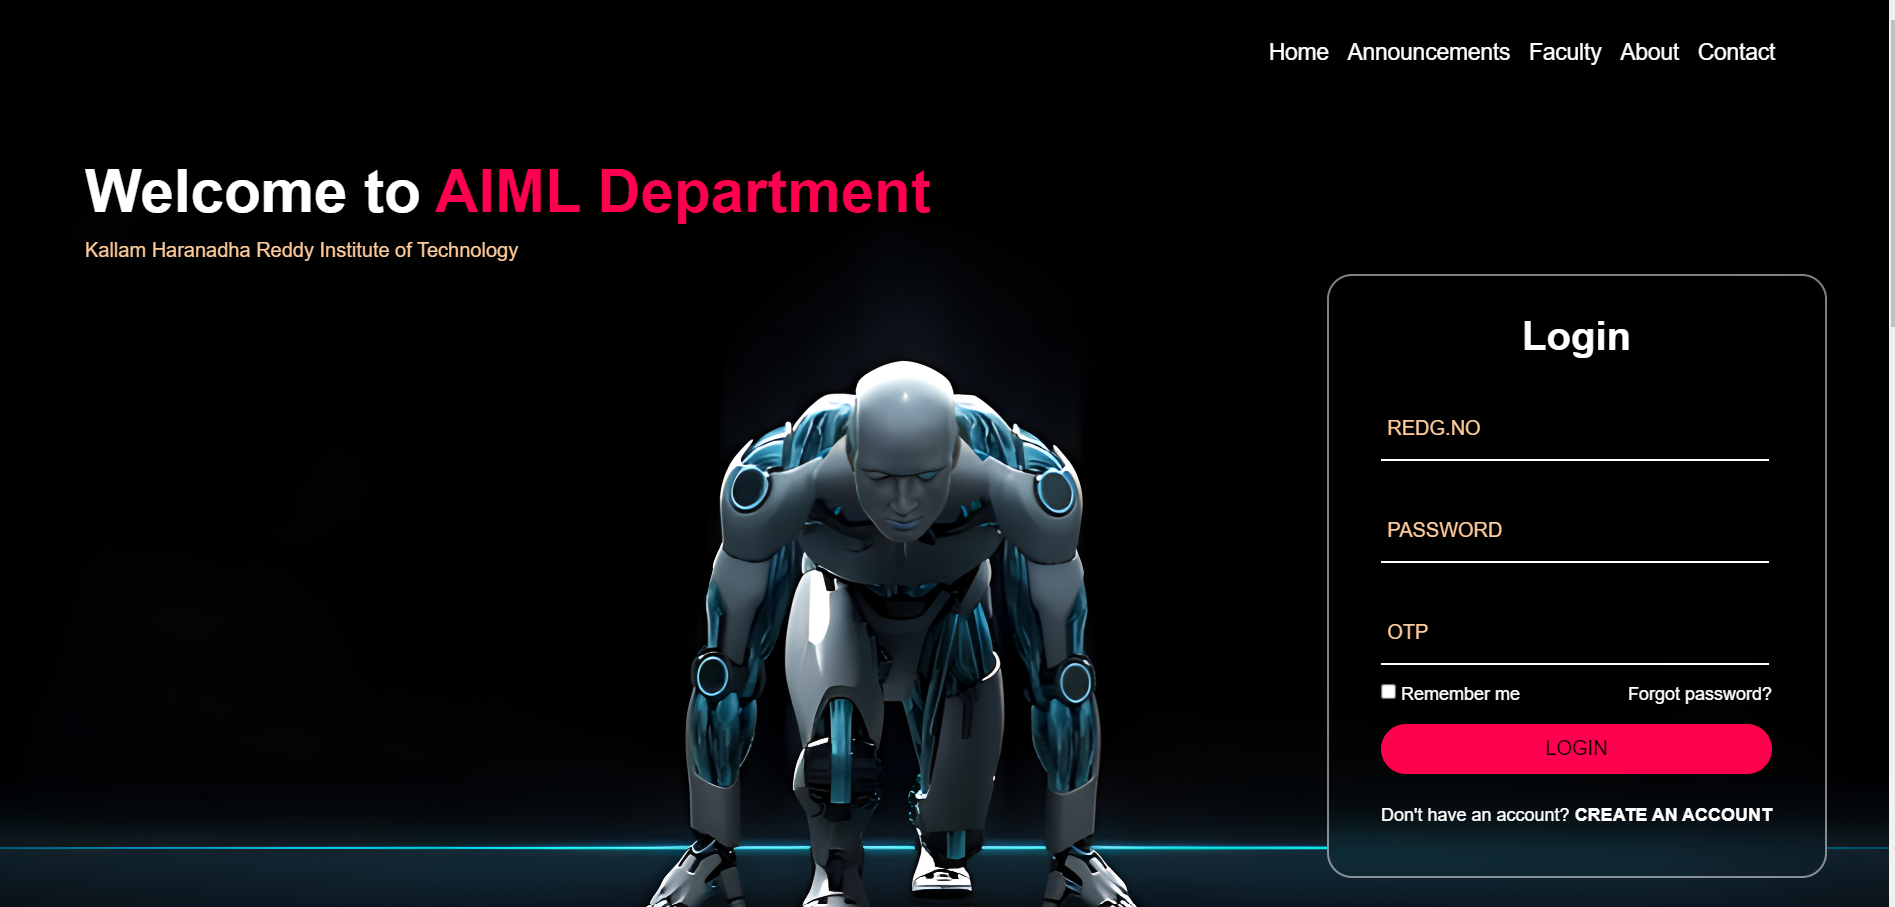 Home Announcements Faculty About Contact
Welcome to AIML Department
Kallam Haranadha Reddy Institute of Technology
Login
REDG.NO
PASSWORD
OTP
Remember me Forgot password?
LOGIN
Don't have an account? CREATE AN ACCOUNT